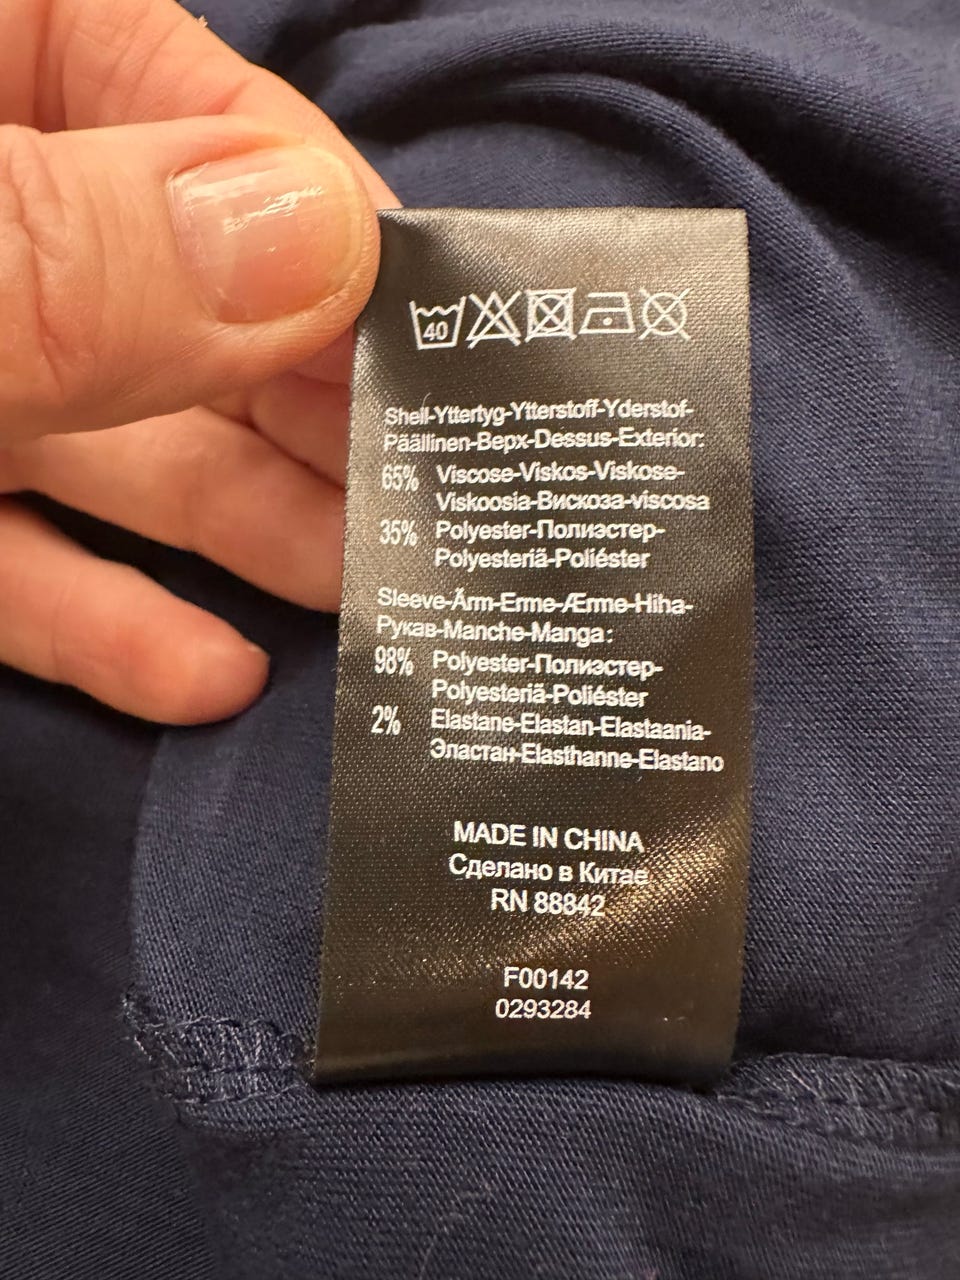 40
Shell-Yttertyg-Ytterstoff-Yderstof-
Päällinen-Верх-Dessus-Exterior:
65% Viscose-Viskos-Viskose-
Viskoosia-Вискоза-viscosa
35% Polyester-Полиэстер-
Polyesteriä-Poliéster
Sleeve-Ärm-Erme-Ærme-Hiha-
Рукав-Manche-Manga:
98% Polyester-Полиэстер-
Polyesteriä-Poliéster
2% Elastane-Elastan-Elastaania-
Эластан-Elasthanne-Elastano
MADE IN CHINA
Сделано в Китае
RN 88842
F00142
0293284